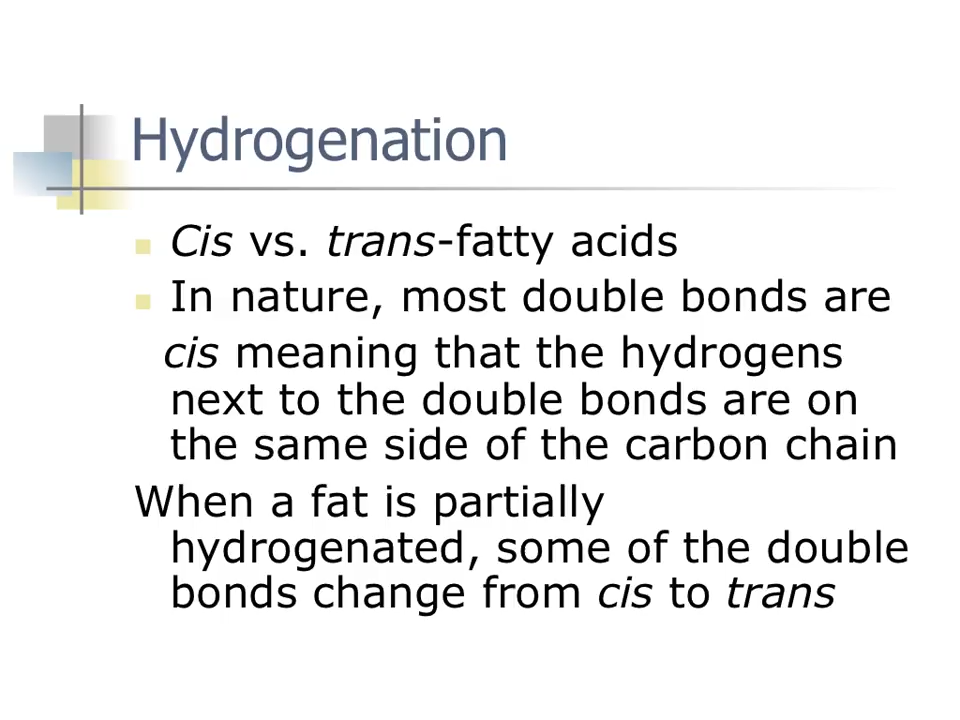 Hydrogenation
Cis vs. trans-fatty acids
In nature, most double bonds are
cis meaning that the hydrogens
next to the double bonds are on
the same side of the carbon chain
When a fat is partially
hydrogenated, some of the double
bonds change from cis to trans